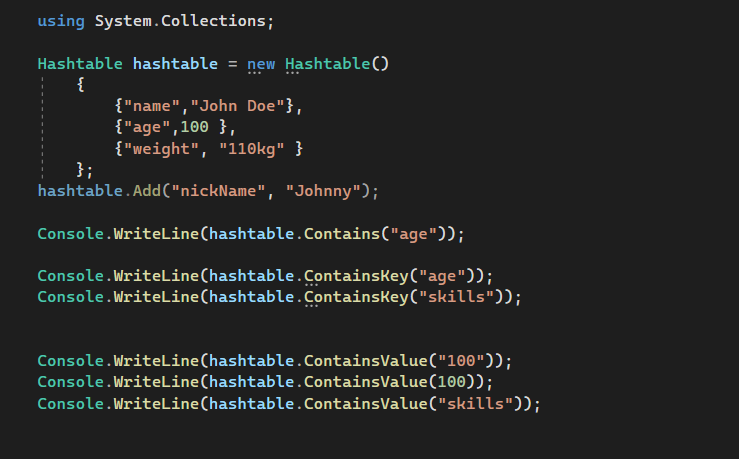 using System.Collections;
Hashtable hashtable = new Hashtable()
{
{"name","John Doe"},
{"age",100 },
{"weight", "110kg" }
};
hashtable.Add("nickName", "Johnny");
Console.WriteLine(hashtable.Contains("age"));
Console.WriteLine(hashtable.ContainsKey("age"));
Console.WriteLine(hashtable.ContainsKey("skills"));
Console.WriteLine(hashtable.ContainsValue("100"));
Console.WriteLine(hashtable.ContainsValue(100));
Console.WriteLine(hashtable.ContainsValue("skills"));